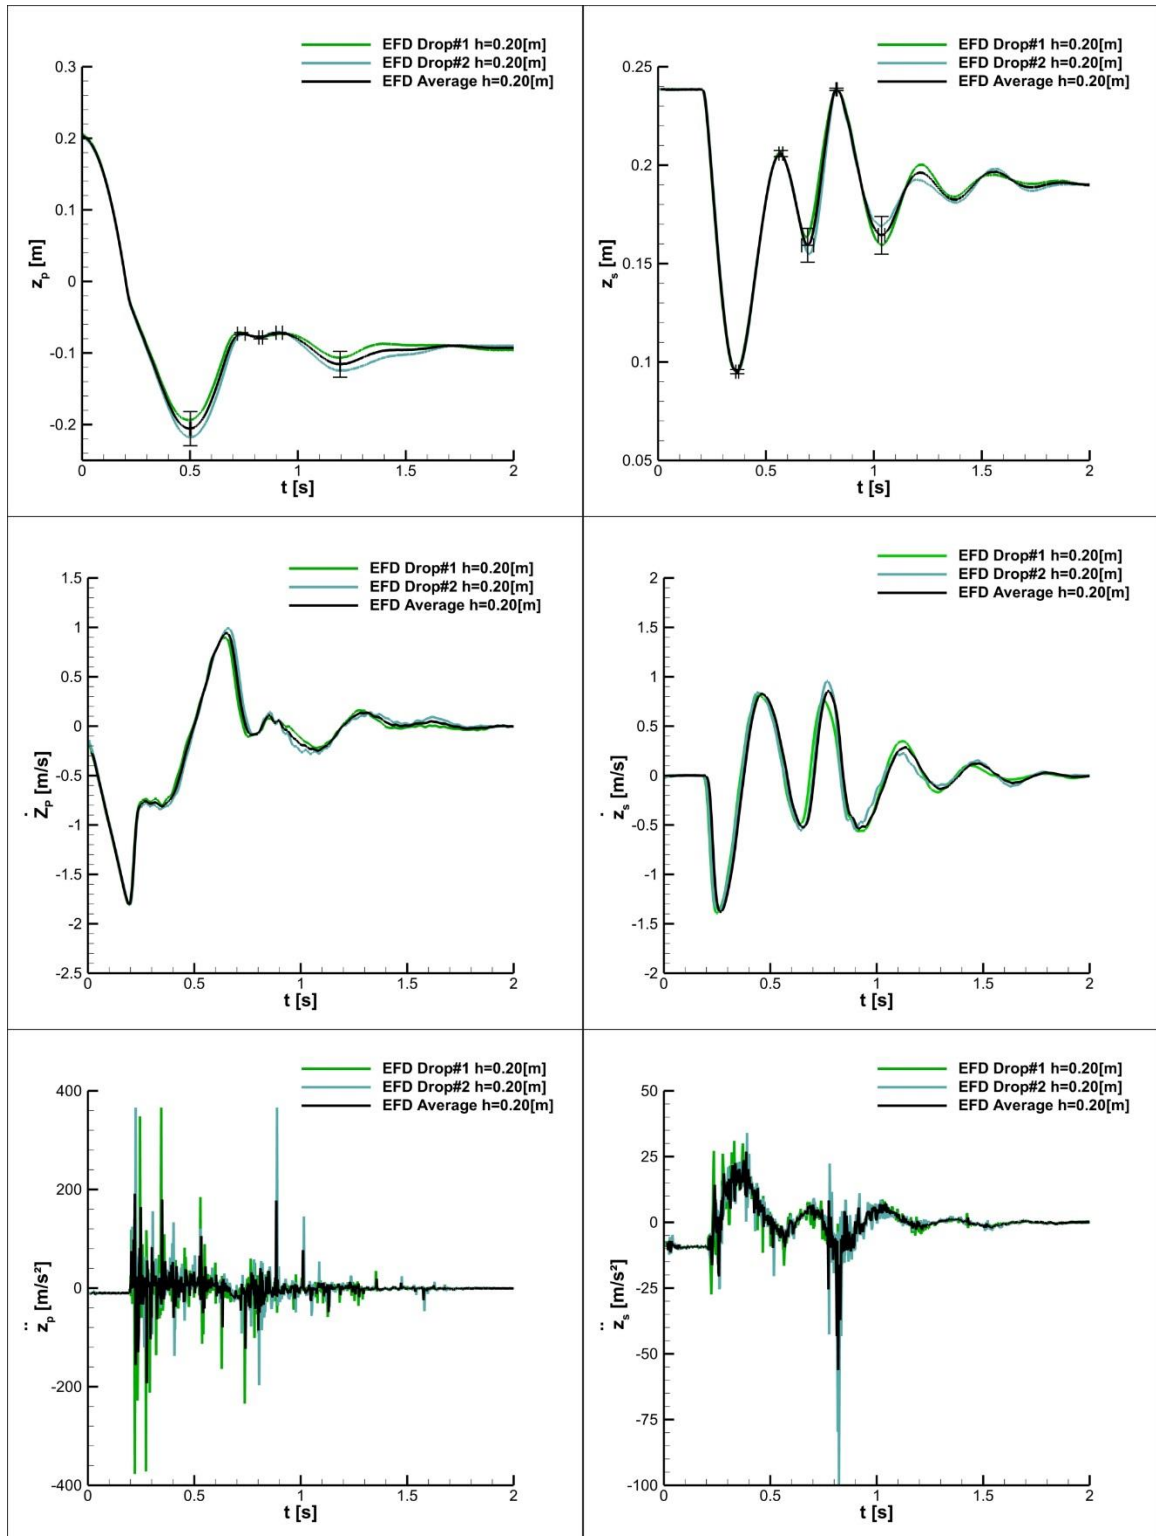 EFD Drop#1 h=0.20[m]
EFD Drop#2 h=0.20[m]
EFD Average h=0.20[m]
0.3
0.2
0.1
0
-0.1
-0.2
zp [m]
0
0.5
1
1.5
2
t [s]
EFD Drop#1 h=0.20[m]
EFD Drop#2 h=0.20[m]
EFD Average h=0.20[m]
0.25
0.2
0.15
0.1
0.05
zs [m]
0
0.5
1
1.5
2
t [s]
EFD Drop#1 h=0.20[m]
EFD Drop#2 h=0.20[m]
EFD Average h=0.20[m]
1.5
1
0.5
0
-0.5
-1
-1.5
-2
-2.5
Żp [m/s]
0
0.5
1
1.5
2
t [s]
EFD Drop#1 h=0.20[m]
EFD Drop#2 h=0.20[m]
EFD Average h=0.20[m]
2
1.5
1
0.5
0
-0.5
-1
-1.5
-2
żs [m/s]
0
0.5
1
1.5
2
t [s]
EFD Drop#1 h=0.20[m]
EFD Drop#2 h=0.20[m]
EFD Average h=0.20[m]
400
200
0
-200
-400
z̈p [m/s²]
0
0.5
1
1.5
2
t [s]
EFD Drop#1 h=0.20[m]
EFD Drop#2 h=0.20[m]
EFD Average h=0.20[m]
50
25
0
-25
-50
-75
-100
z̈s [m/s²]
0
0.5
1
1.5
2
t [s]